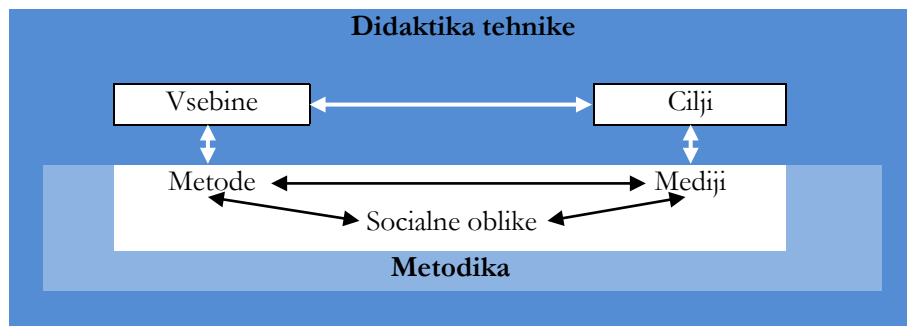 Didaktika tehnike
Vsebine
Cilji
Metode
Mediji
Socialne oblike
Metodika